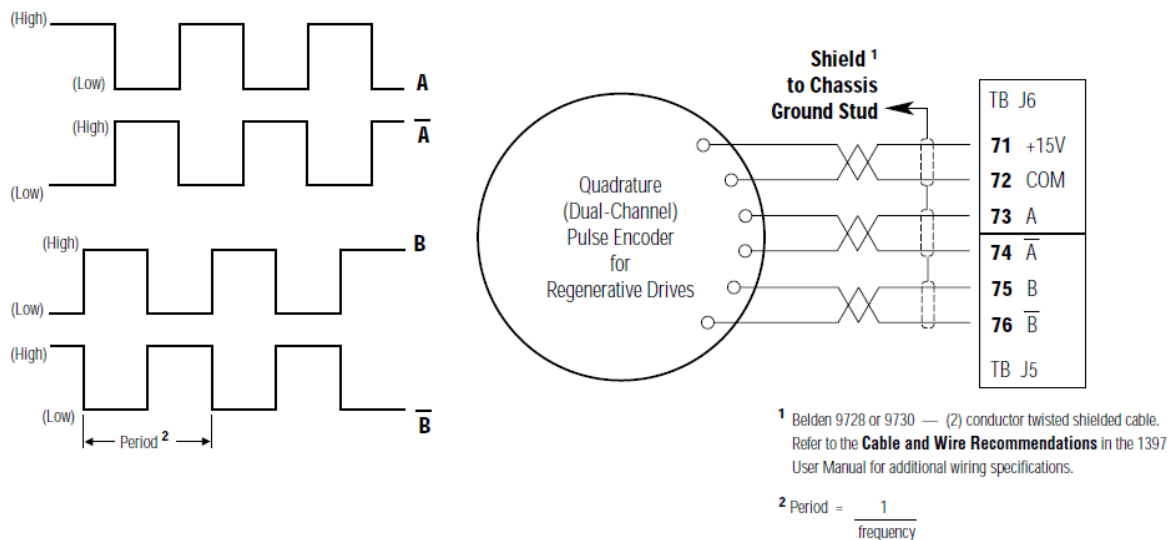 (High)
(Low)
A
(High)
A̅
(Low)
(High)
B
(Low)
(High)
(Low)
B̅
Period ²
Shield ¹
to Chassis
Ground Stud
Quadrature
(Dual-Channel)
Pulse Encoder
for
Regenerative Drives
TB J6
71 +15V
72 COM
73 A
74 A̅
75 B
76 B̅
TB J5
¹ Belden 9728 or 9730 — (2) conductor twisted shielded cable.
Refer to the Cable and Wire Recommendations in the 1397
User Manual for additional wiring specifications.
² Period = 1
frequency